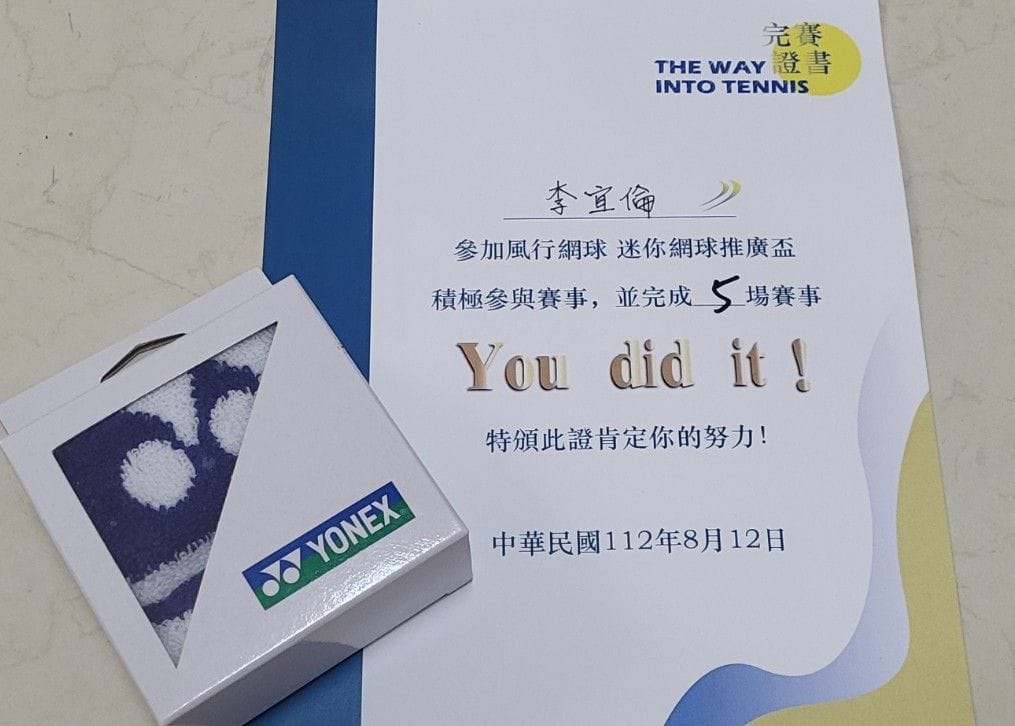 完賽
證書
THE WAY
INTO TENNIS
李宜倫
參加風行網球 迷你網球推廣盃
積極參與賽事，並完成 5 場賽事
You did it!
特頒此證肯定你的努力!
中華民國112年8月12日
YONEX